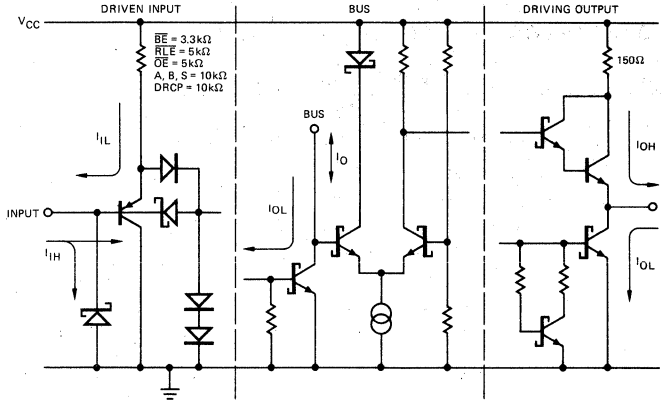 DRIVEN INPUT
BUS
DRIVING OUTPUT
VCC
BE = 3.3kΩ
RLE = 5kΩ
OE = 5kΩ
A, B, S = 10kΩ
DRCP = 10kΩ
150Ω
IIL
BUS
IO
IOH
INPUT
IOL
IIH
IOL